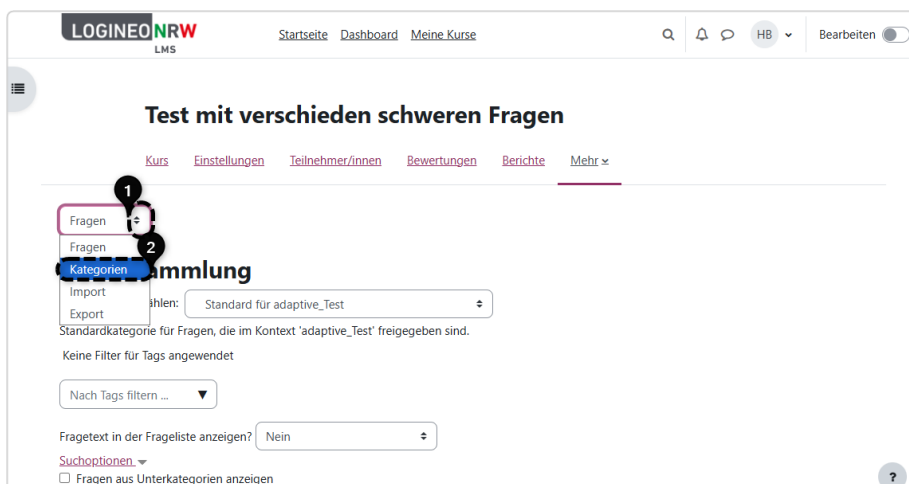 LOGINEO NRW
LMS
Startseite Dashboard Meine Kurse
HB
Bearbeiten
Test mit verschieden schweren Fragen
Kurs Einstellungen Teilnehmer/innen Bewertungen Berichte Mehr
1
Fragen
Fragen
2
Kategorien
ammlung
Import
ählen: Standard für adaptive_Test
Export
Standardkategorie für Fragen, die im Kontext 'adaptive_Test' freigegeben sind.
Keine Filter für Tags angewendet
Nach Tags filtern ... ▼
Fragetext in der Frageliste anzeigen? Nein
Suchoptionen
Fragen aus Unterkategorien anzeigen
?